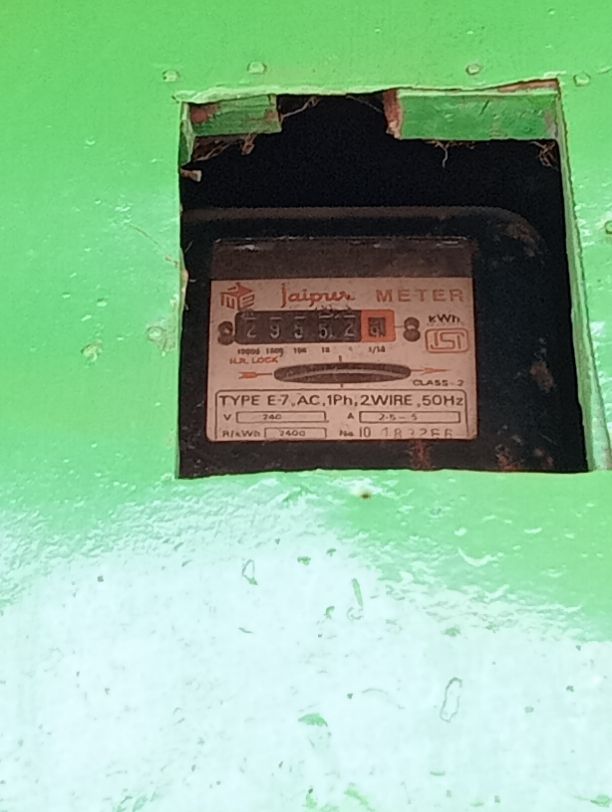 Jaipur METER
2 9 5 5 2
kWh
10000 1000 100 10 1 1/10
H.R. LOCK
CLASS-2
TYPE E-7, AC, 1Ph, 2WIRE, 50Hz
V 240 A 2·5-5
R/kWh 2400 No.